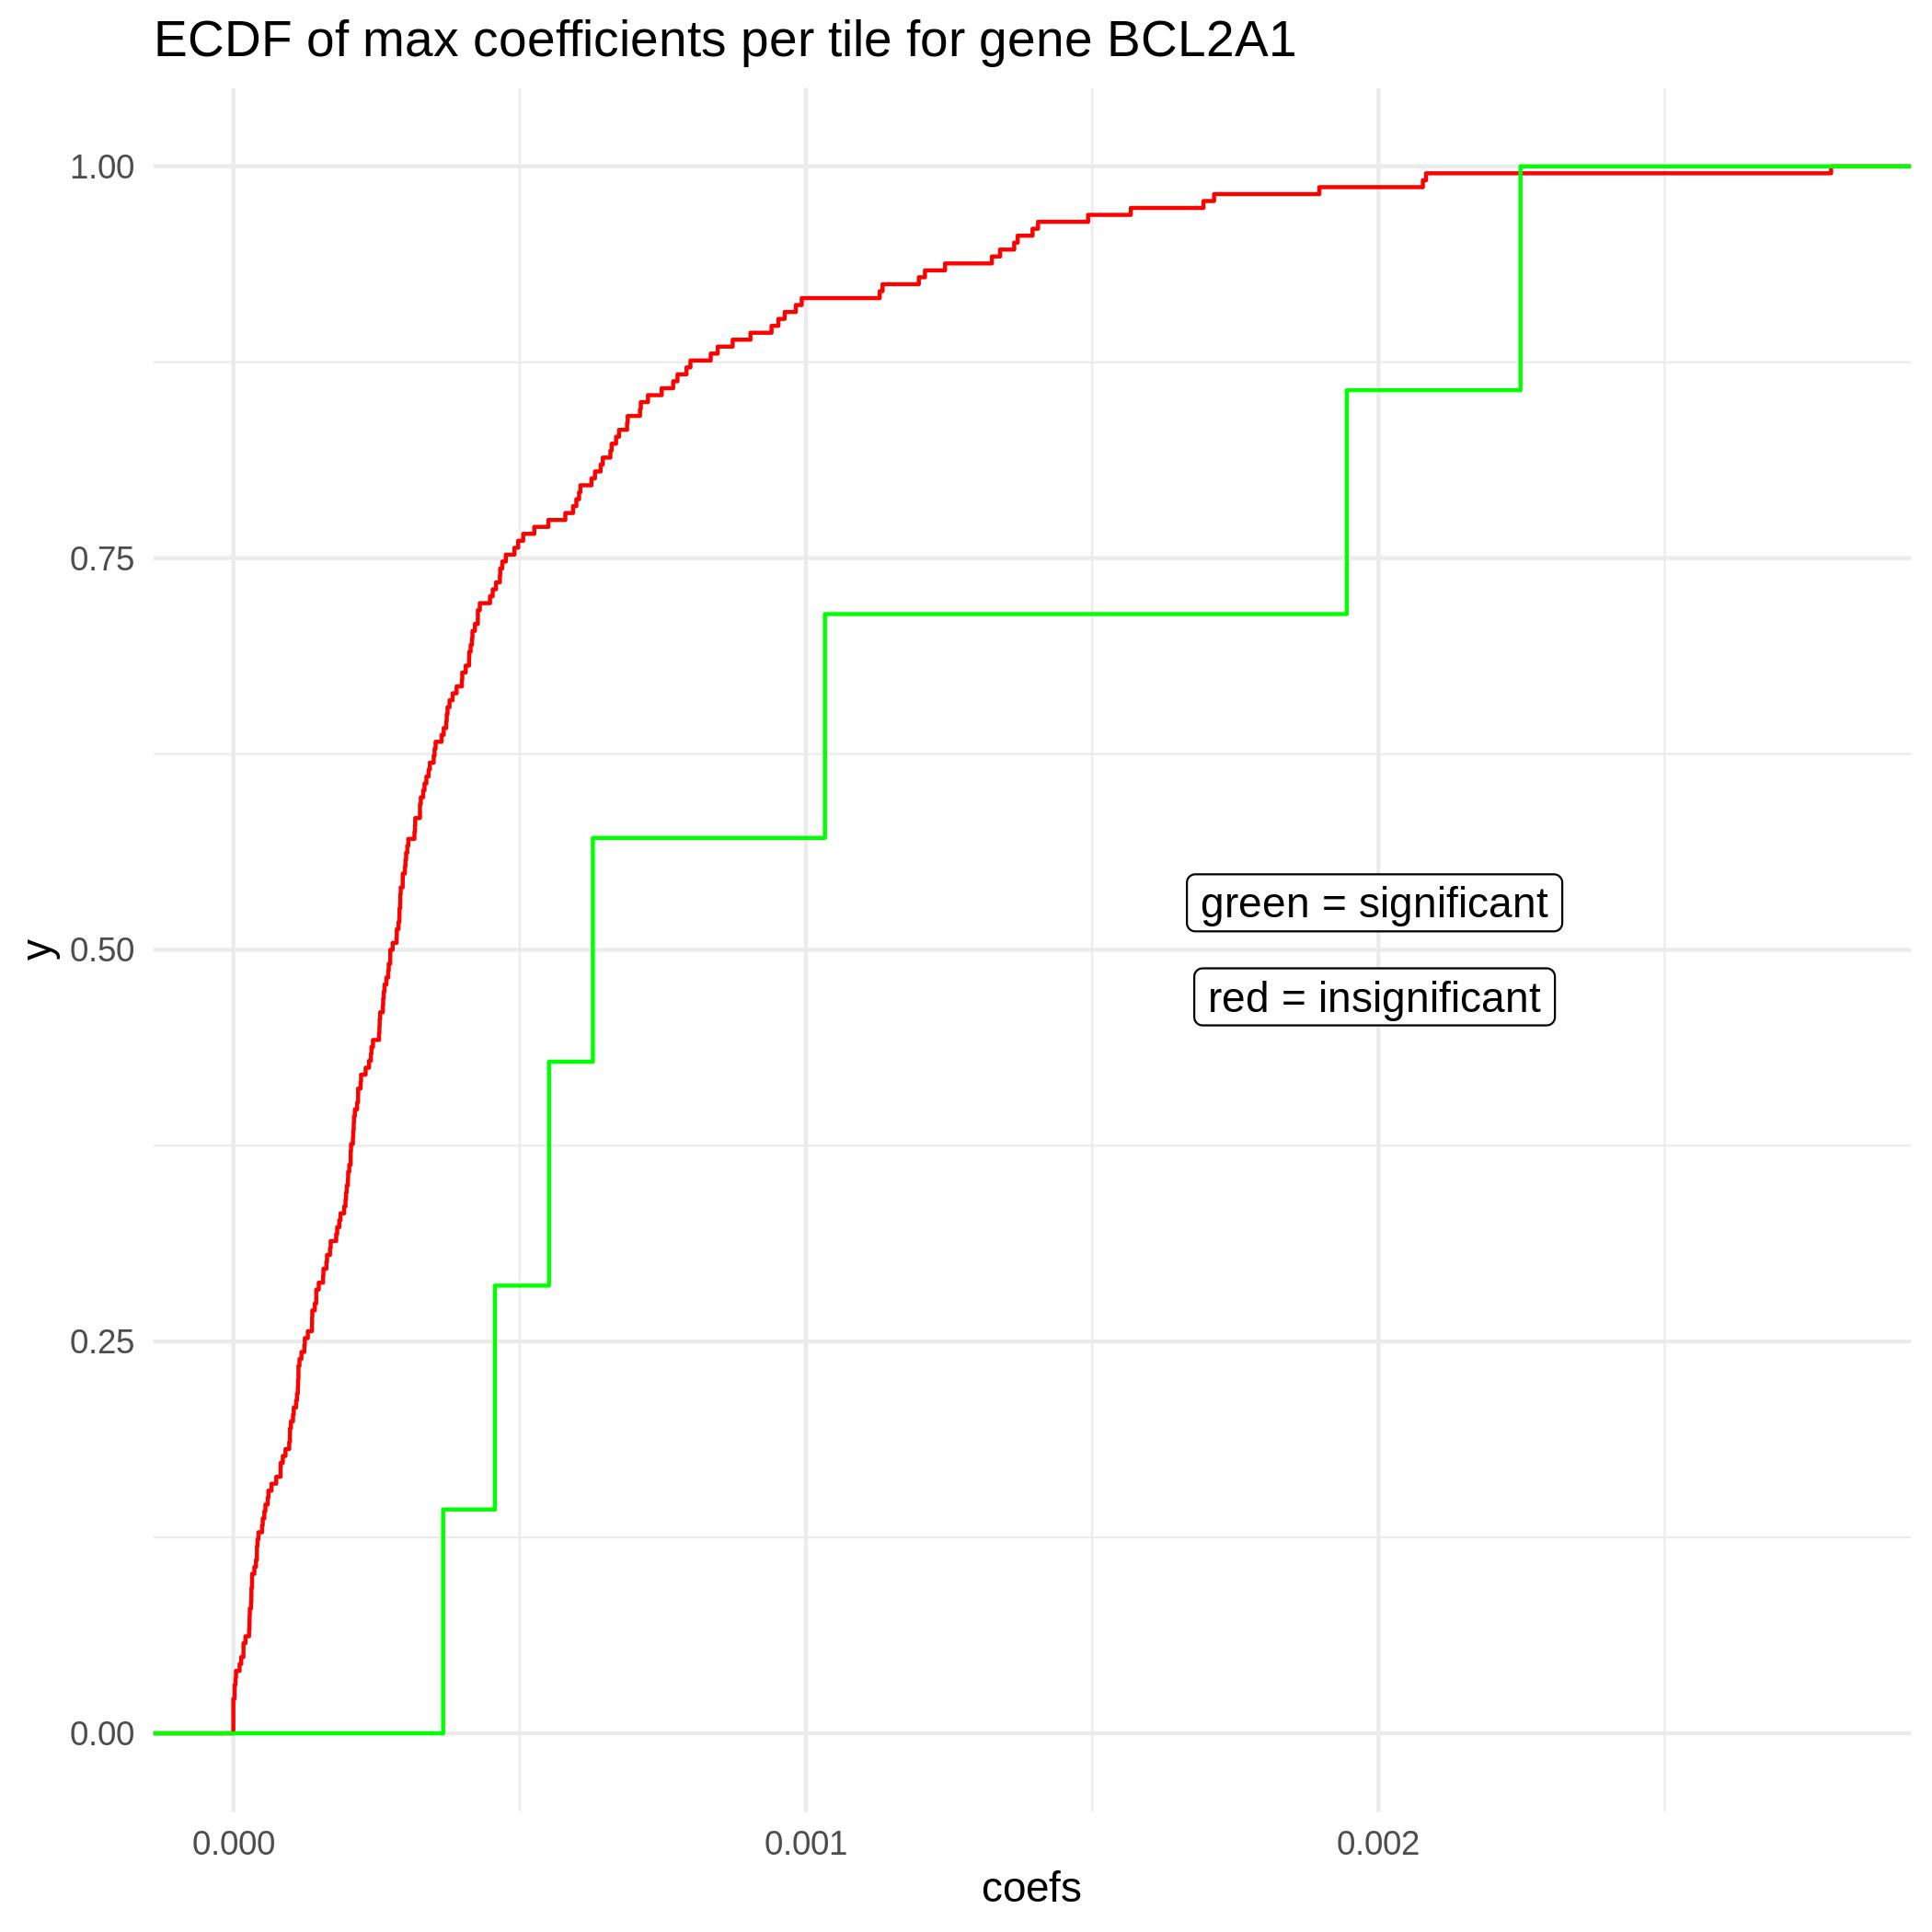 ECDF of max coefficients per tile for gene BCL2A1
1.00
0.75
0.50
0.25
0.00
y
green = significant
red = insignificant
0.000
0.001
0.002
coefs